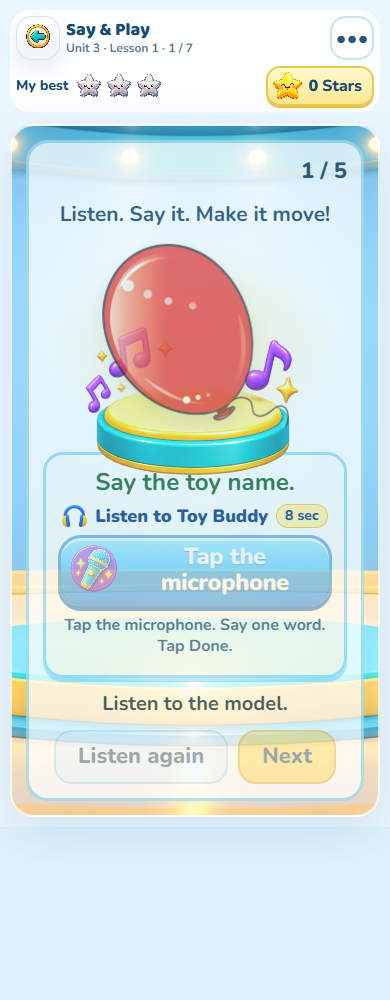 Say & Play
Unit 3 · Lesson 1 · 1 / 7
My best
0 Stars
1 / 5
Listen. Say it. Make it move!
Say the toy name.
Listen to Toy Buddy 8 sec
Tap the
microphone
Tap the microphone. Say one word.
Tap Done.
Listen to the model.
Listen again
Next